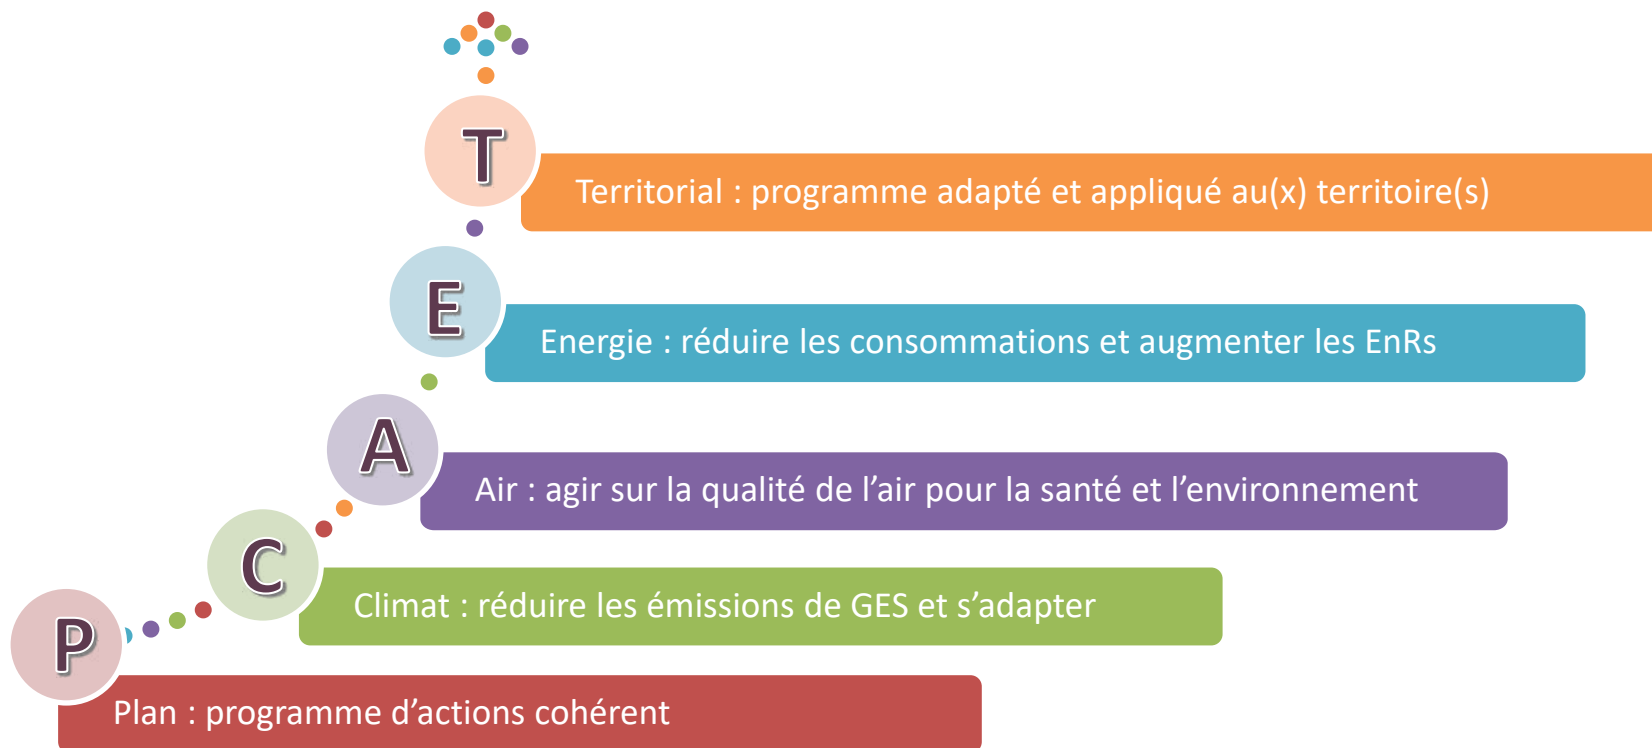 T
Territorial : programme adapté et appliqué au(x) territoire(s)
E
Energie : réduire les consommations et augmenter les EnRs
A
Air : agir sur la qualité de l’air pour la santé et l’environnement
C
Climat : réduire les émissions de GES et s’adapter
P
Plan : programme d’actions cohérent